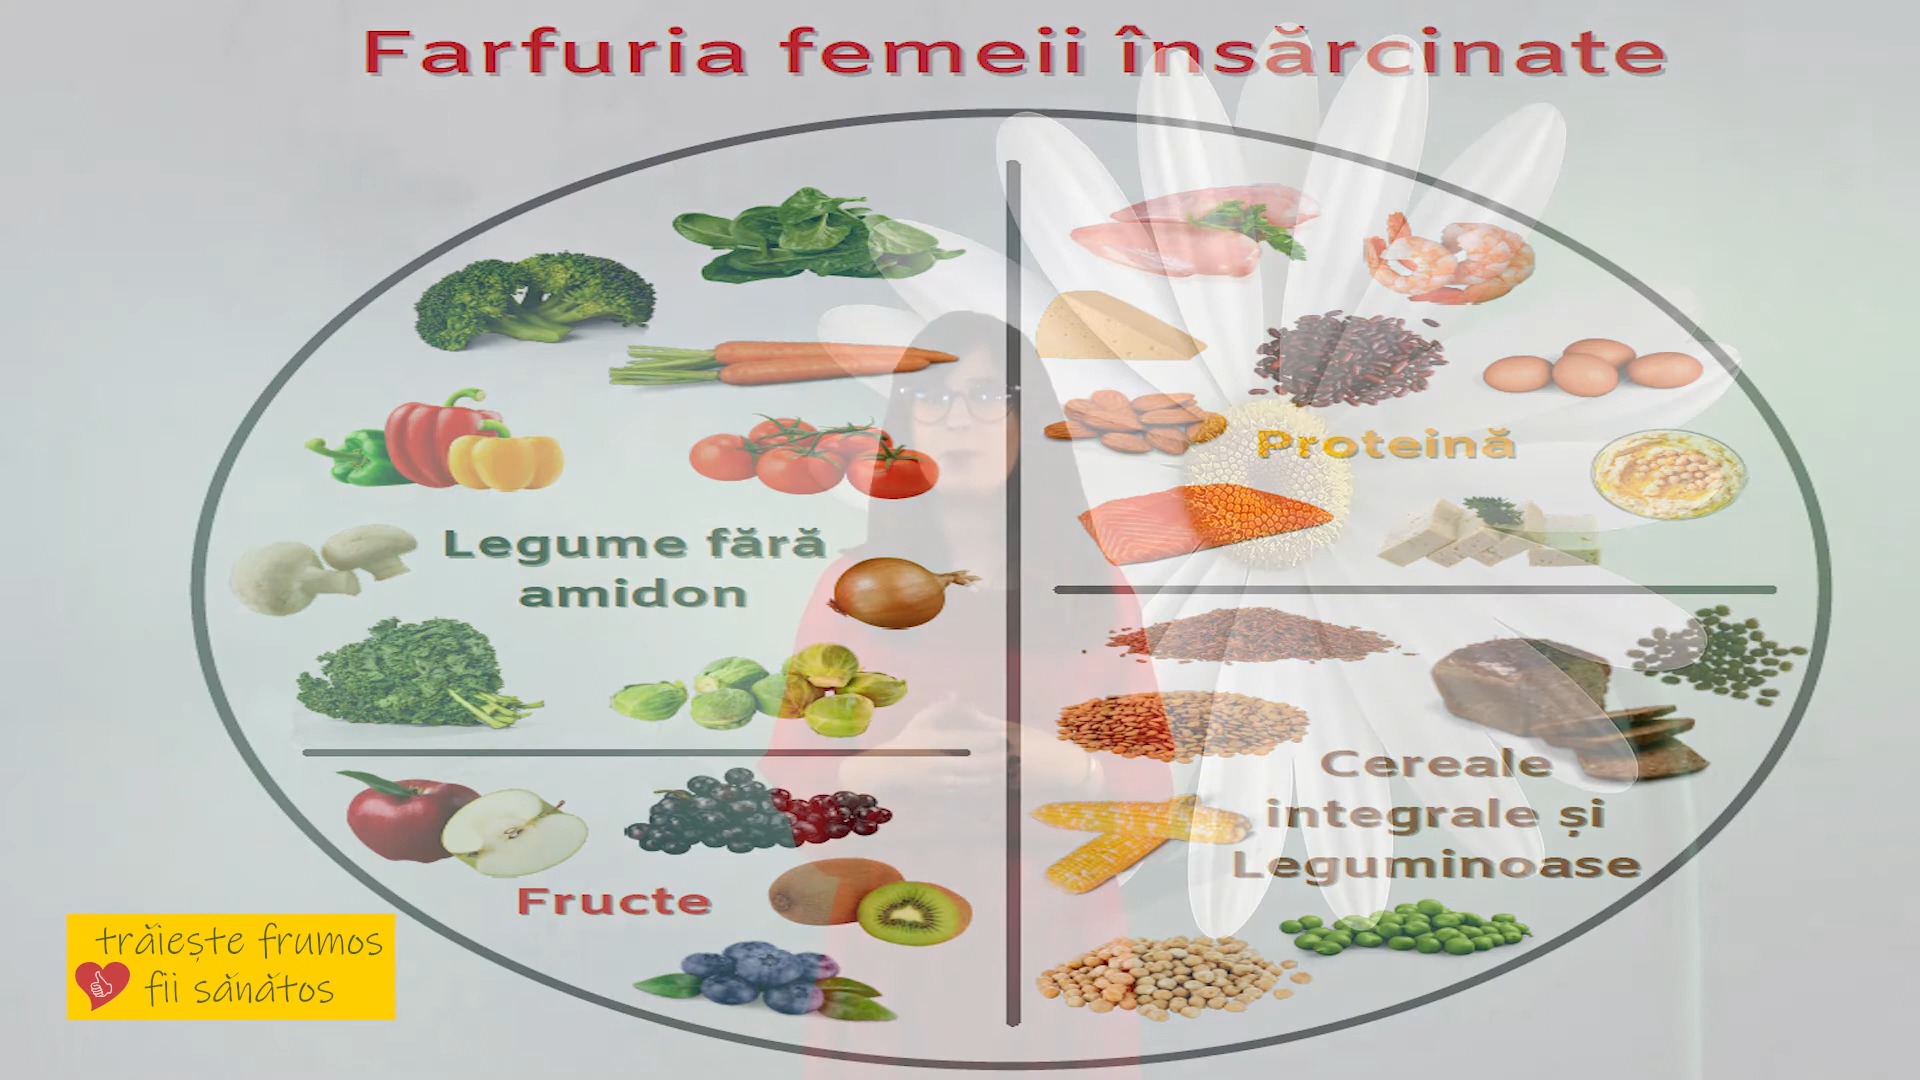 Farfuria femeii însărcinate
Proteină
Legume fără
amidon
Cereale
integrale și
Leguminoase
Fructe
trăiește frumos
fii sănătos